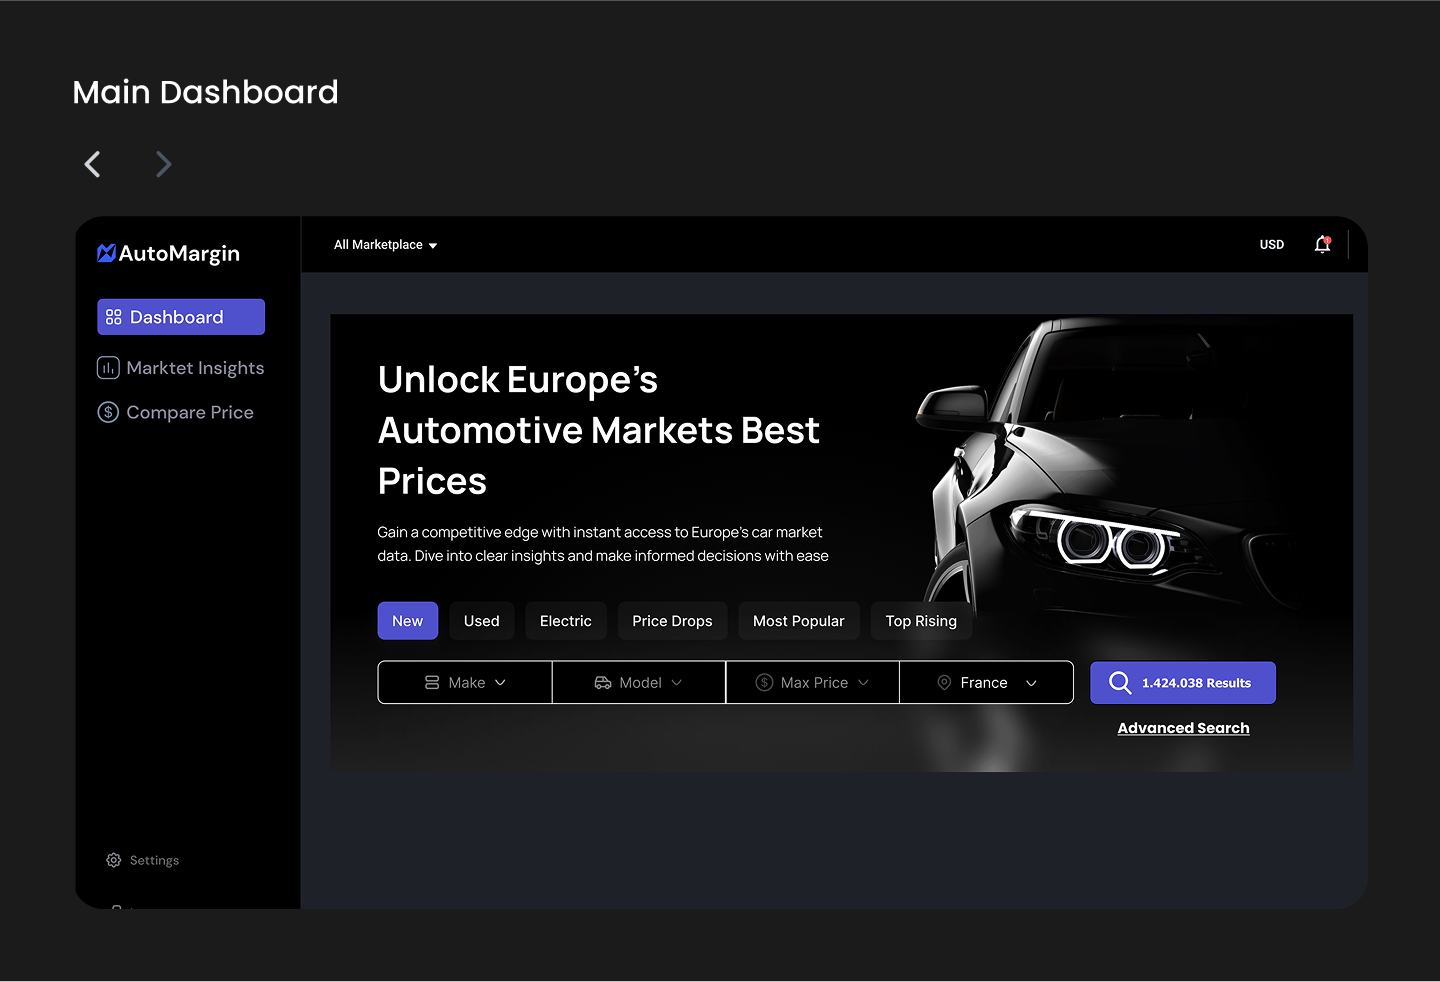 Main Dashboard
AutoMargin
All Marketplace
USD
Dashboard
Marktet Insights
Compare Price
Unlock Europe's
Automotive Markets Best
Prices
Gain a competitive edge with instant access to Europe's car market
data. Dive into clear insights and make informed decisions with ease
New
Used
Electric
Price Drops
Most Popular
Top Rising
Make
Model
Max Price
France
1.424.038 Results
Advanced Search
Settings